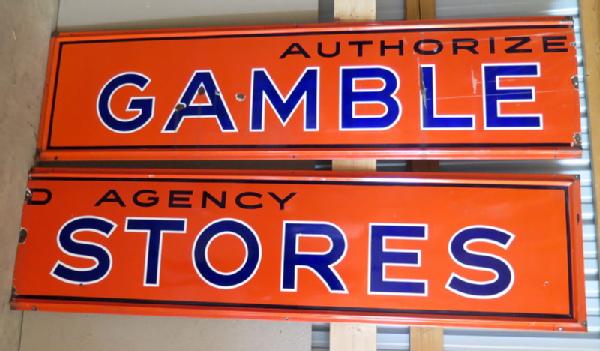 AUTHORIZE
GAMBLE
D AGENCY
STORES